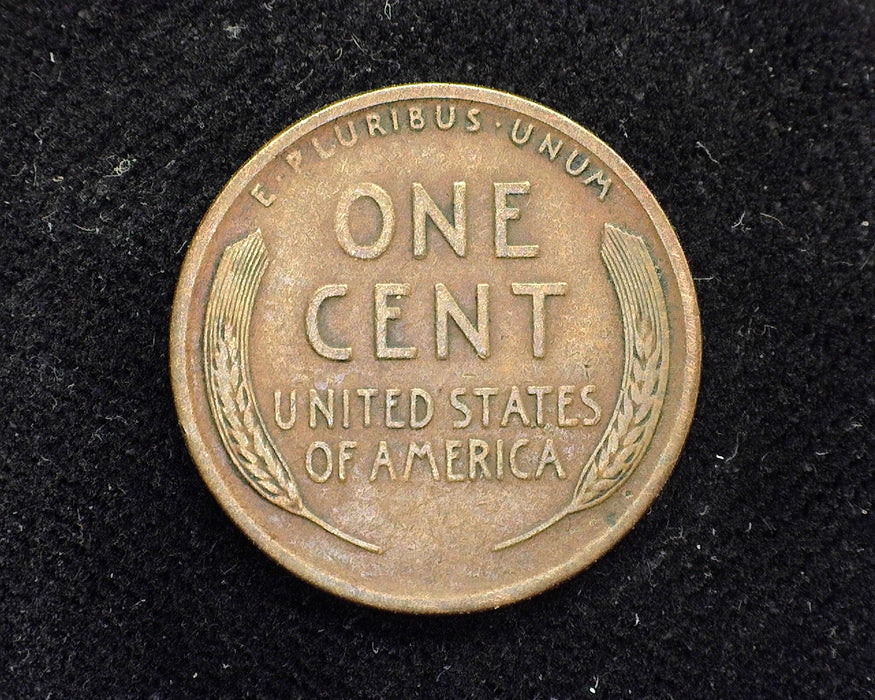 E·PLURIBUS·UNUM
ONE
CENT
UNITED STATES
OF AMERICA